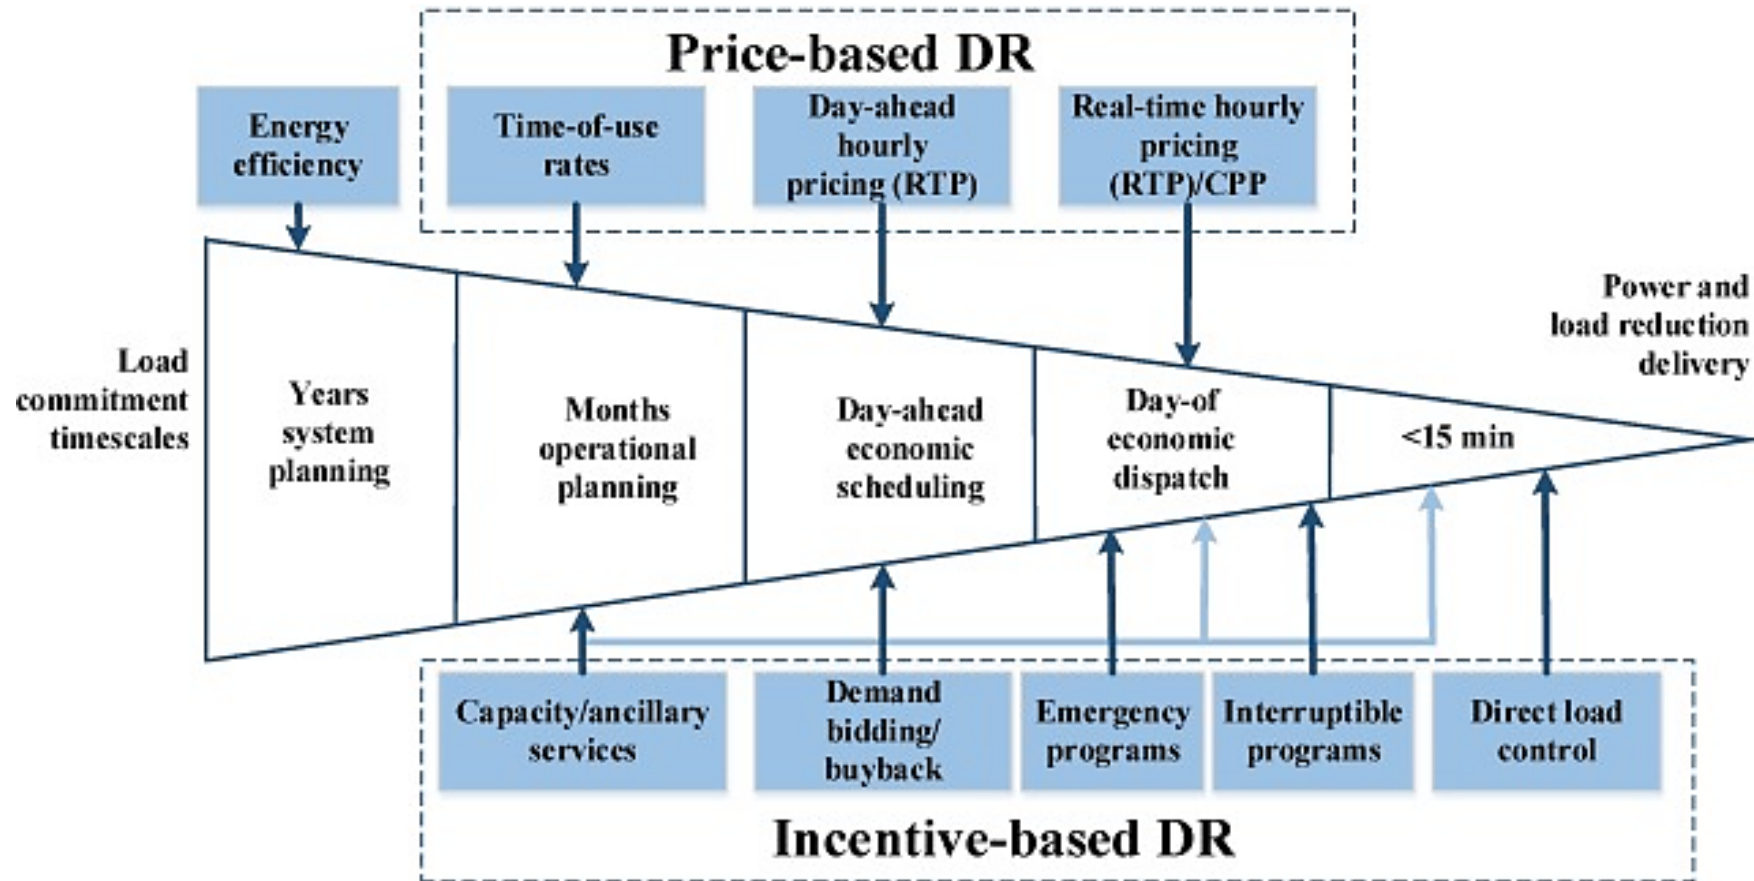 Price-based DR
Energy
efficiency
Time-of-use
rates
Day-ahead
hourly
pricing (RTP)
Real-time hourly
pricing
(RTP)/CPP
Power and
load reduction
delivery
Load
commitment
timescales
Years
system
planning
Months
operational
planning
Day-ahead
economic
scheduling
Day-of
economic
dispatch
<15 min
Capacity/ancillary
services
Demand
bidding/
buyback
Emergency
programs
Interruptible
programs
Direct load
control
Incentive-based DR